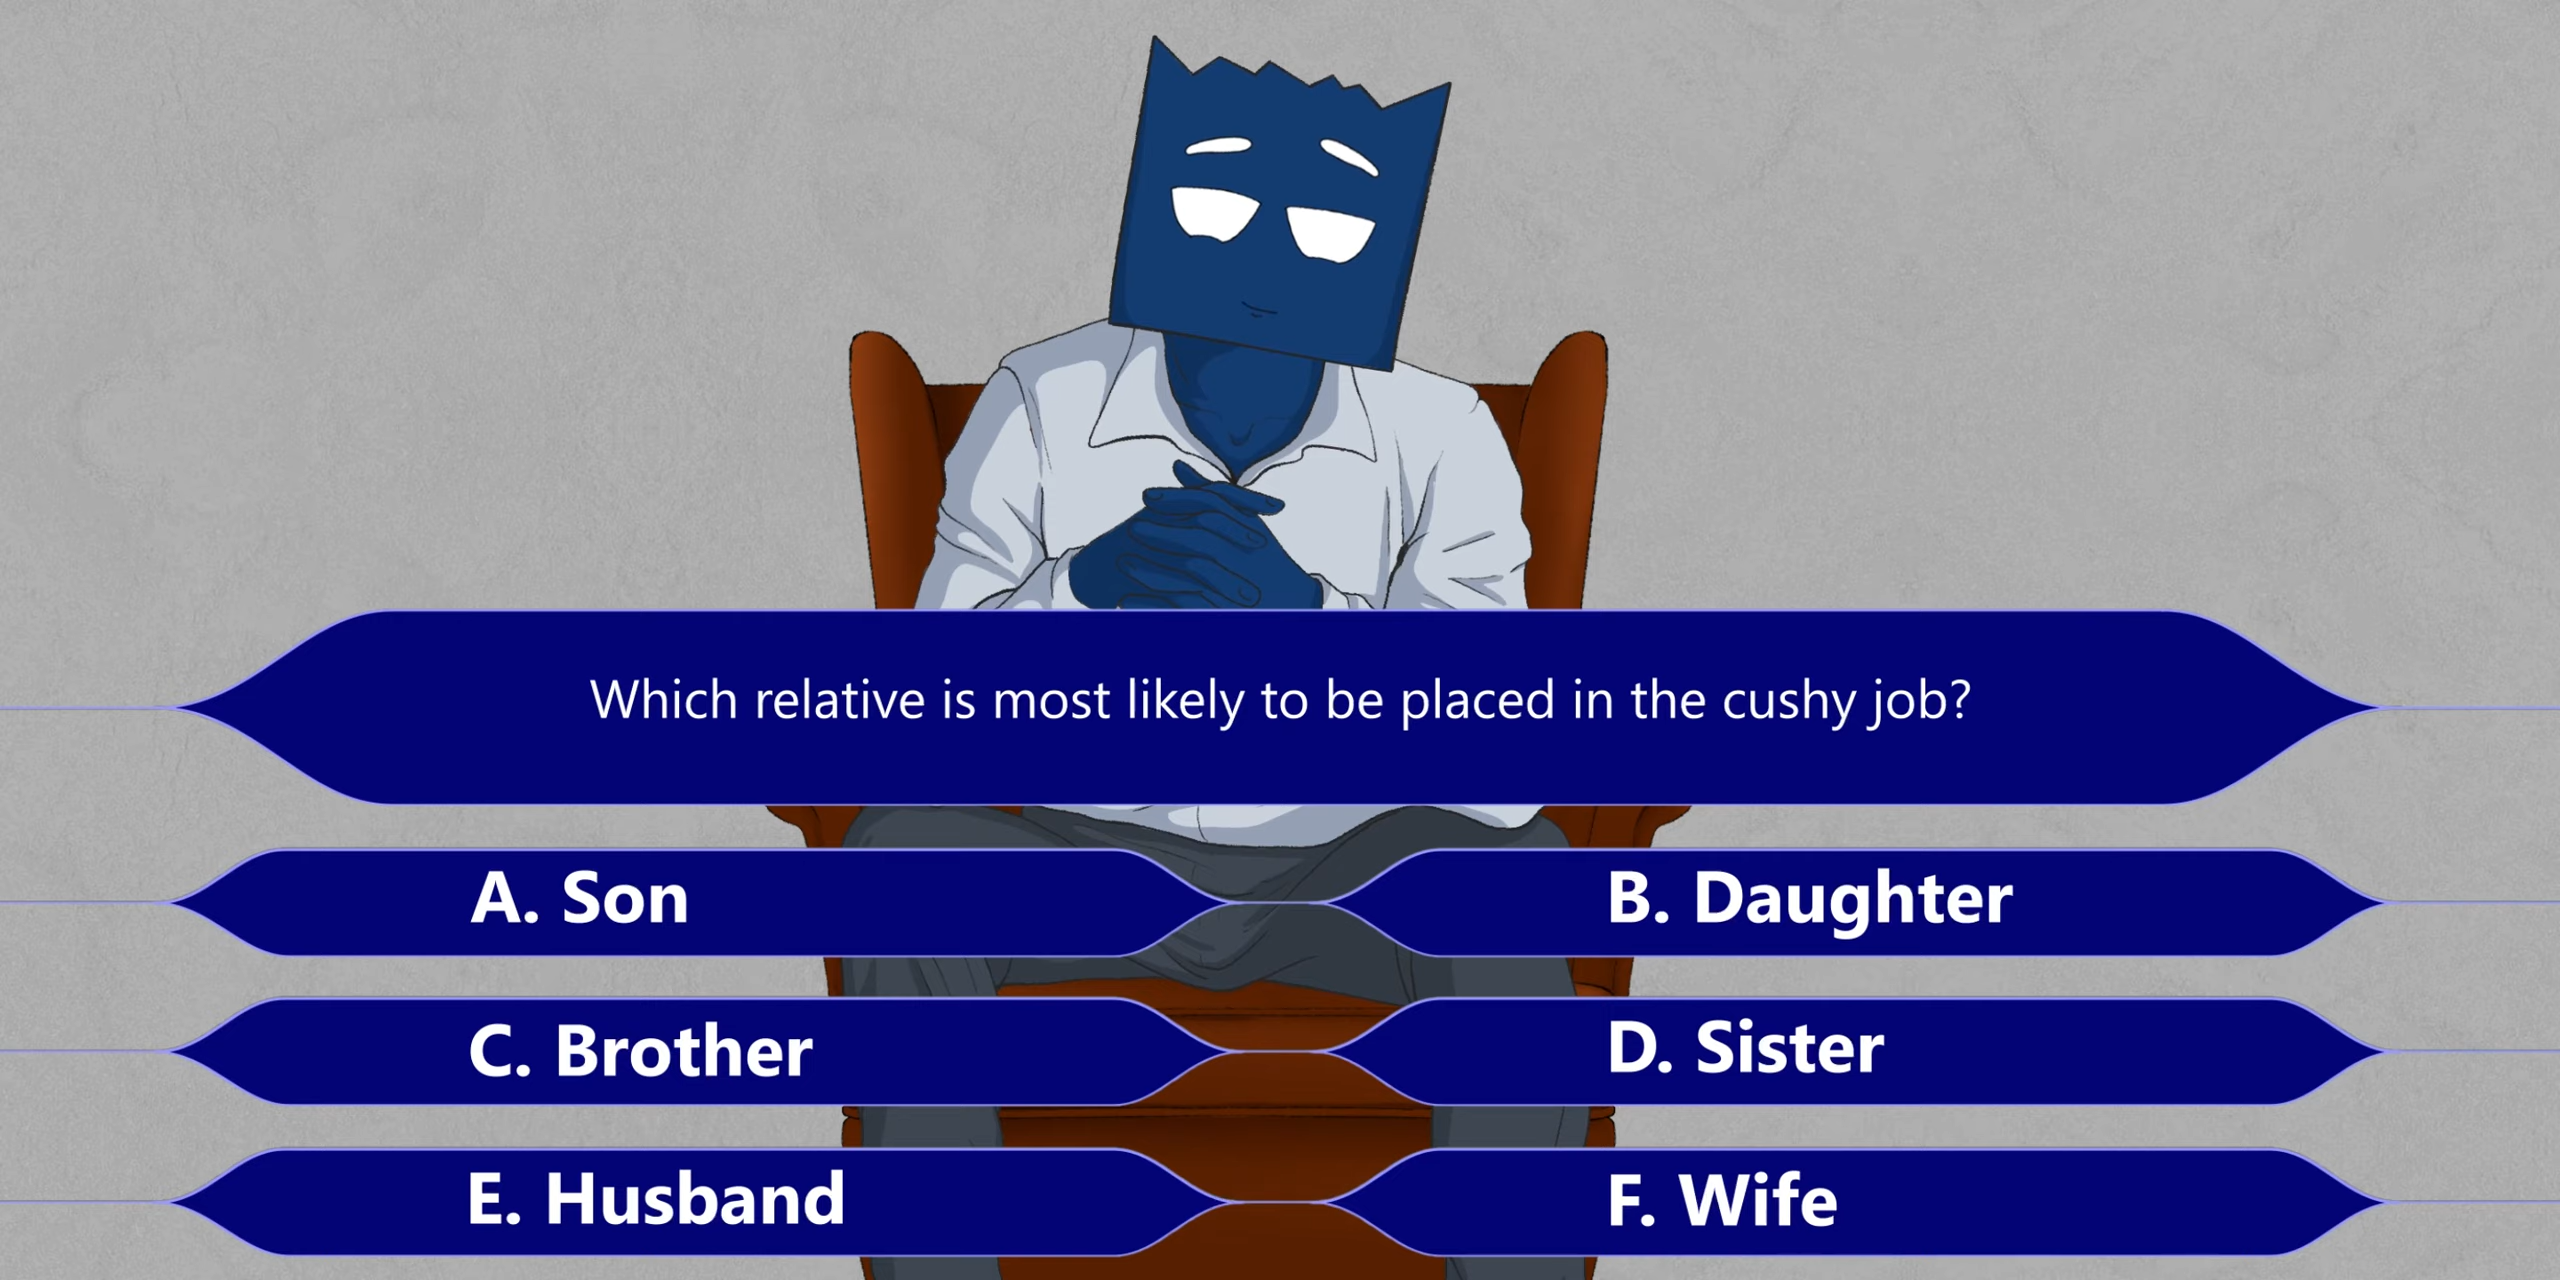 Which relative is most likely to be placed in the cushy job?
A. Son
B. Daughter
C. Brother
D. Sister
E. Husband
F. Wife